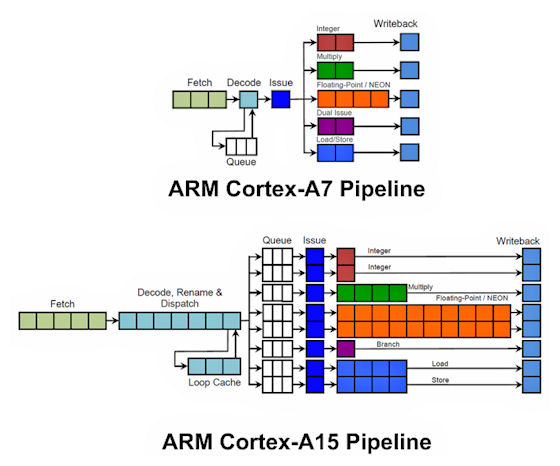 Integer
Writeback
Multiply
Fetch
Decode
Issue
Floating-Point / NEON
Dual Issue
Load/Store
Queue
ARM Cortex-A7 Pipeline
Queue
Issue
Writeback
Integer
Integer
Decode, Rename &
Dispatch
Multiply
Fetch
Floating-Point / NEON
Branch
Load
Loop Cache
Store
ARM Cortex-A15 Pipeline